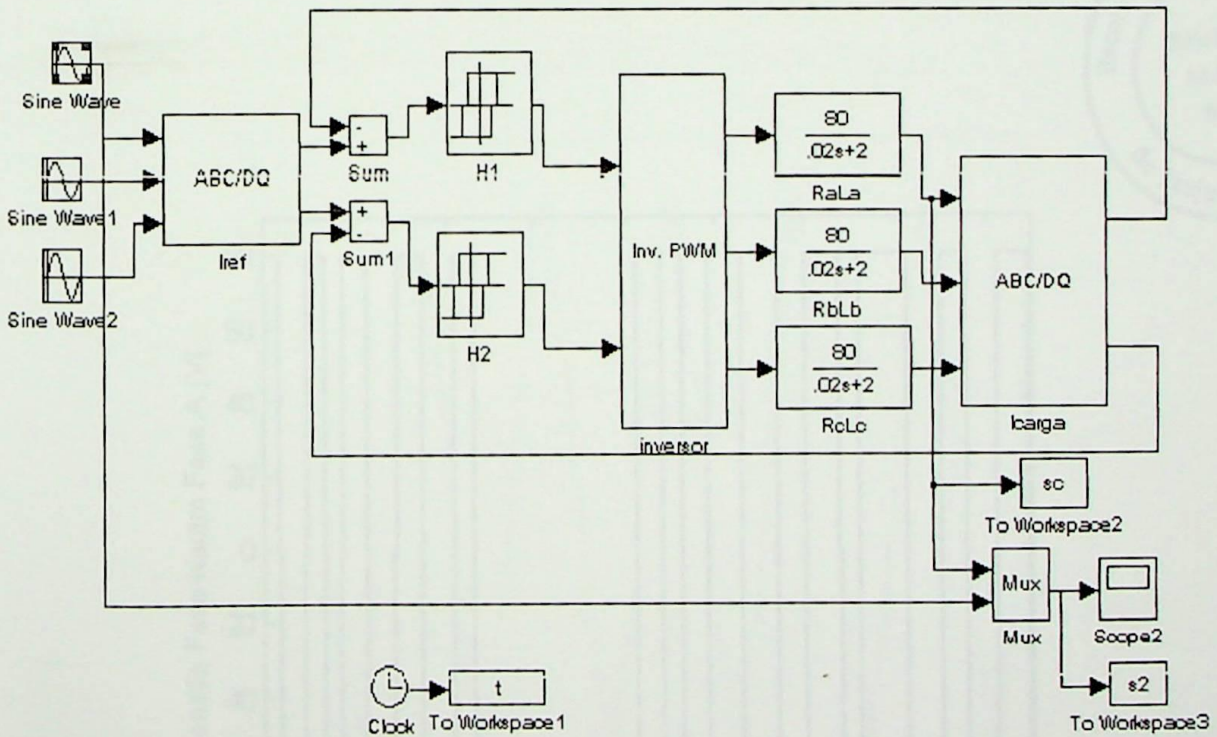 Sine Wave
Sine Wave1
Sine Wave2
ABC/DQ
Iref
-
+
Sum
+
-
Sum1
H1
H2
Inv. PWM
inversor
80
.02s+2
RaLa
80
.02s+2
RbLb
80
.02s+2
RcLc
ABC/DQ
Icarga
sc
To Workspace2
Mux
Mux
Scope2
s2
To Workspace3
Clock
t
To Workspace1